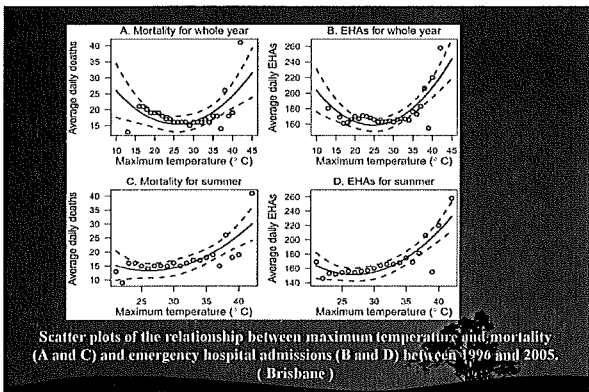 A. Mortality for whole year
B. EHAs for whole year
Average daily deaths
40
35
30
25
20
15
10 15 20 25 30 35 40 45
Maximum temperature (° C)
Average daily EHAs
260
240
220
200
180
160
10 15 20 25 30 35 40 45
Maximum temperature (° C)
C. Mortality for summer
D. EHAs for summer
Average daily deaths
40
35
30
25
20
15
10
25 30 35 40
Maximum temperature (° C)
Average daily EHAs
260
240
220
200
180
160
140
25 30 35 40
Maximum temperature (° C)
Scatter plots of the relationship between maximum temperature and mortality
(A and C) and emergency hospital admissions (B and D) between 1996 and 2005.
( Brisbane )